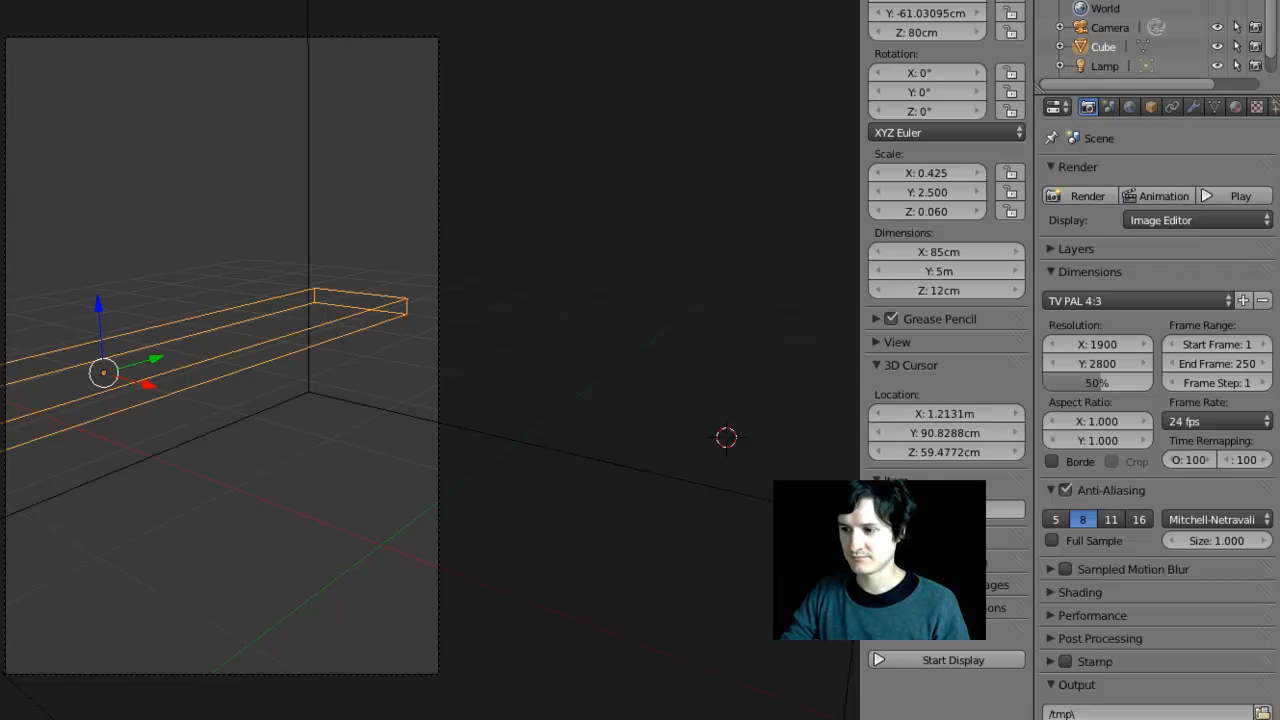 Y: -61.03095cm
Z: 80cm
Rotation:
X: 0°
Y: 0°
Z: 0°
XYZ Euler
Scale:
X: 0.425
Y: 2.500
Z: 0.060
Dimensions:
X: 85cm
Y: 5m
Z: 12cm
Grease Pencil
View
3D Cursor
Location:
X: 1.2131m
Y: 90.8288cm
Z: 59.4772cm
ages
ons
Start Display
World
Camera
Cube
Lamp
Scene
Render
Render Animation Play
Display: Image Editor
Layers
Dimensions
TV PAL 4:3
Resolution: Frame Range:
X: 1900 Start Frame: 1
Y: 2800 End Frame: 250
50% Frame Step: 1
Aspect Ratio: Frame Rate:
X: 1.000 24 fps
Y: 1.000 Time Remapping:
Borde Crop O: 100 : 100
Anti-Aliasing
5 8 11 16 Mitchell-Netravali
Full Sample Size: 1.000
Sampled Motion Blur
Shading
Performance
Post Processing
Stamp
Output
/tmp\